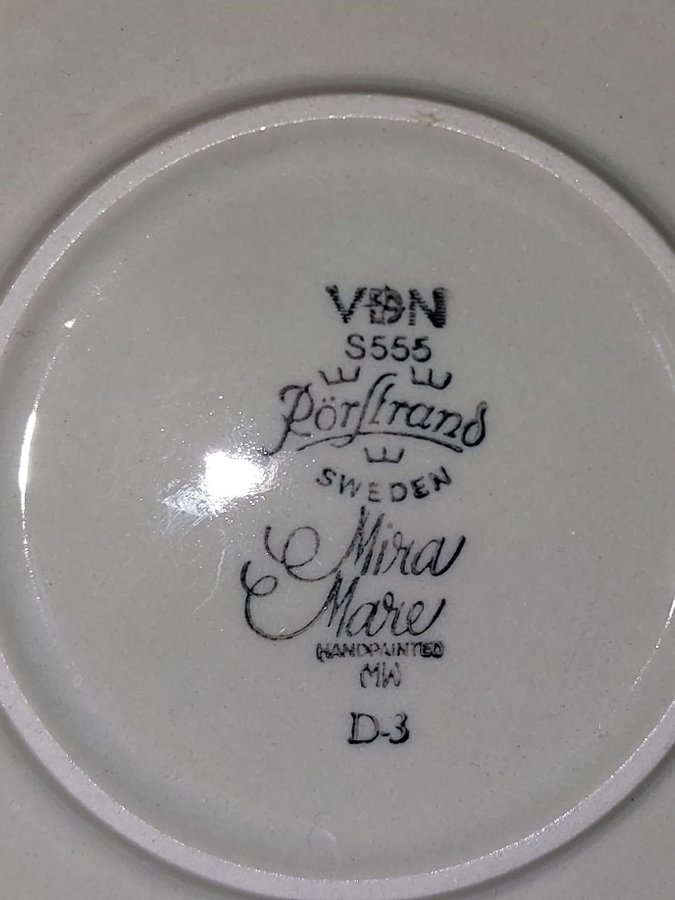 VDN
S555
Rörstrand
SWEDEN
Mira
Mare
HANDPAINTED
MW
D-3